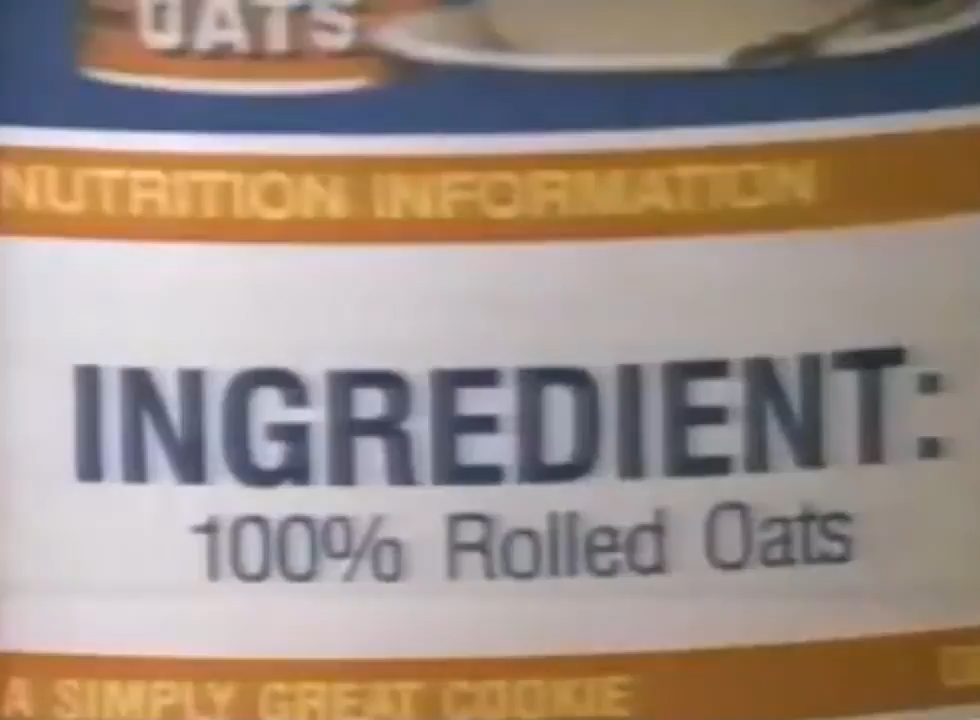 OATS
NUTRITION INFORMATION
INGREDIENT:
100% Rolled Oats
A SIMPLY GREAT COOKIE